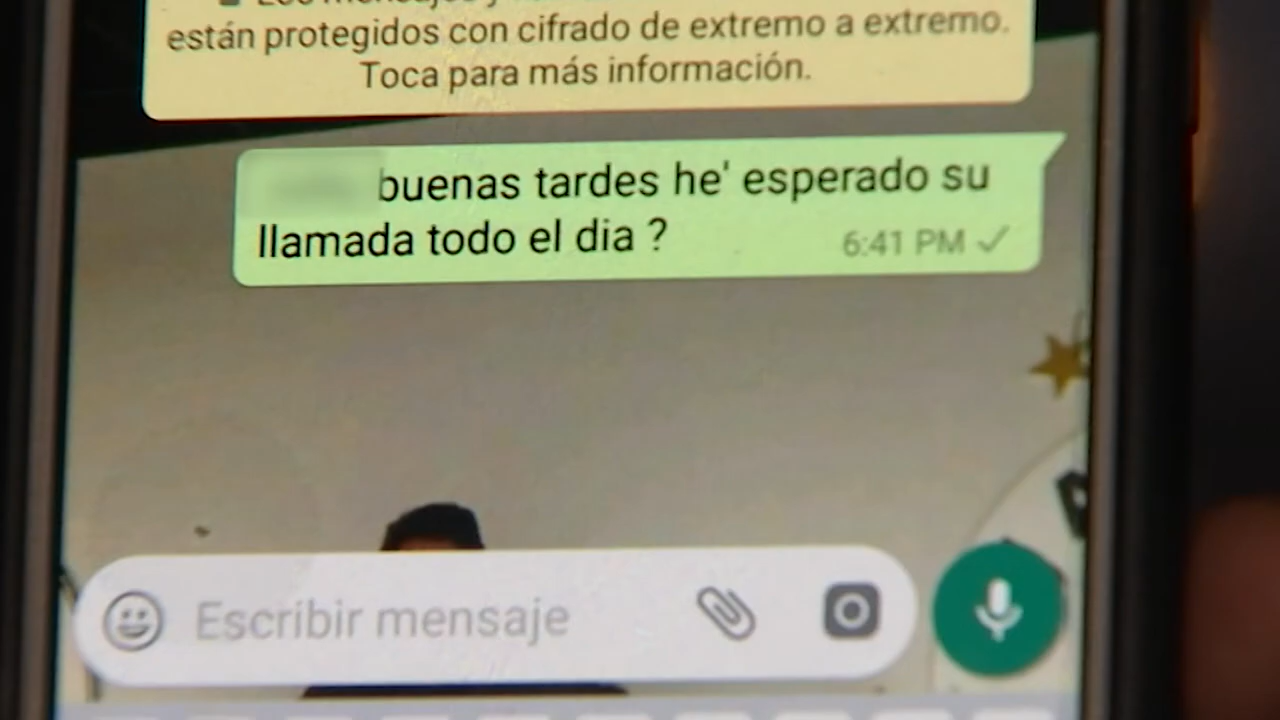 están protegidos con cifrado de extremo a extremo.
Toca para más información.
buenas tardes he' esperado su
llamada todo el dia ?
6:41 PM
Escribir mensaje